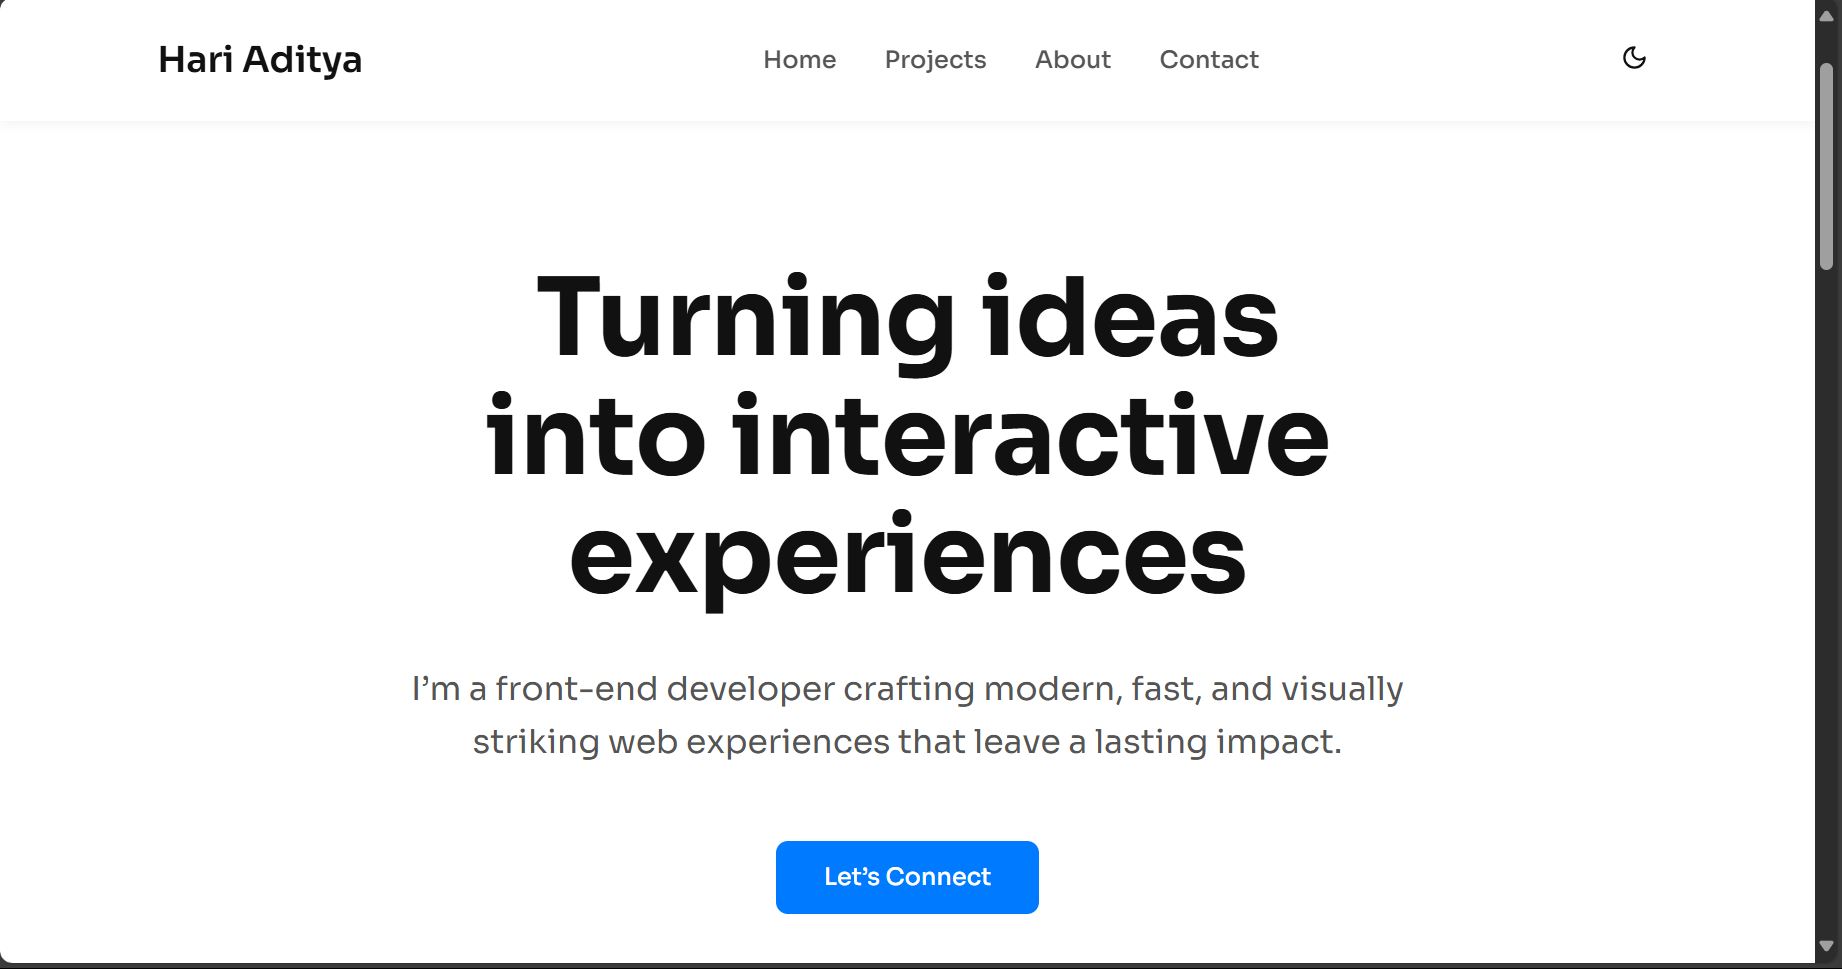 Hari Aditya
Home Projects About Contact
Turning ideas
into interactive
experiences
I’m a front-end developer crafting modern, fast, and visually
striking web experiences that leave a lasting impact.
Let’s Connect